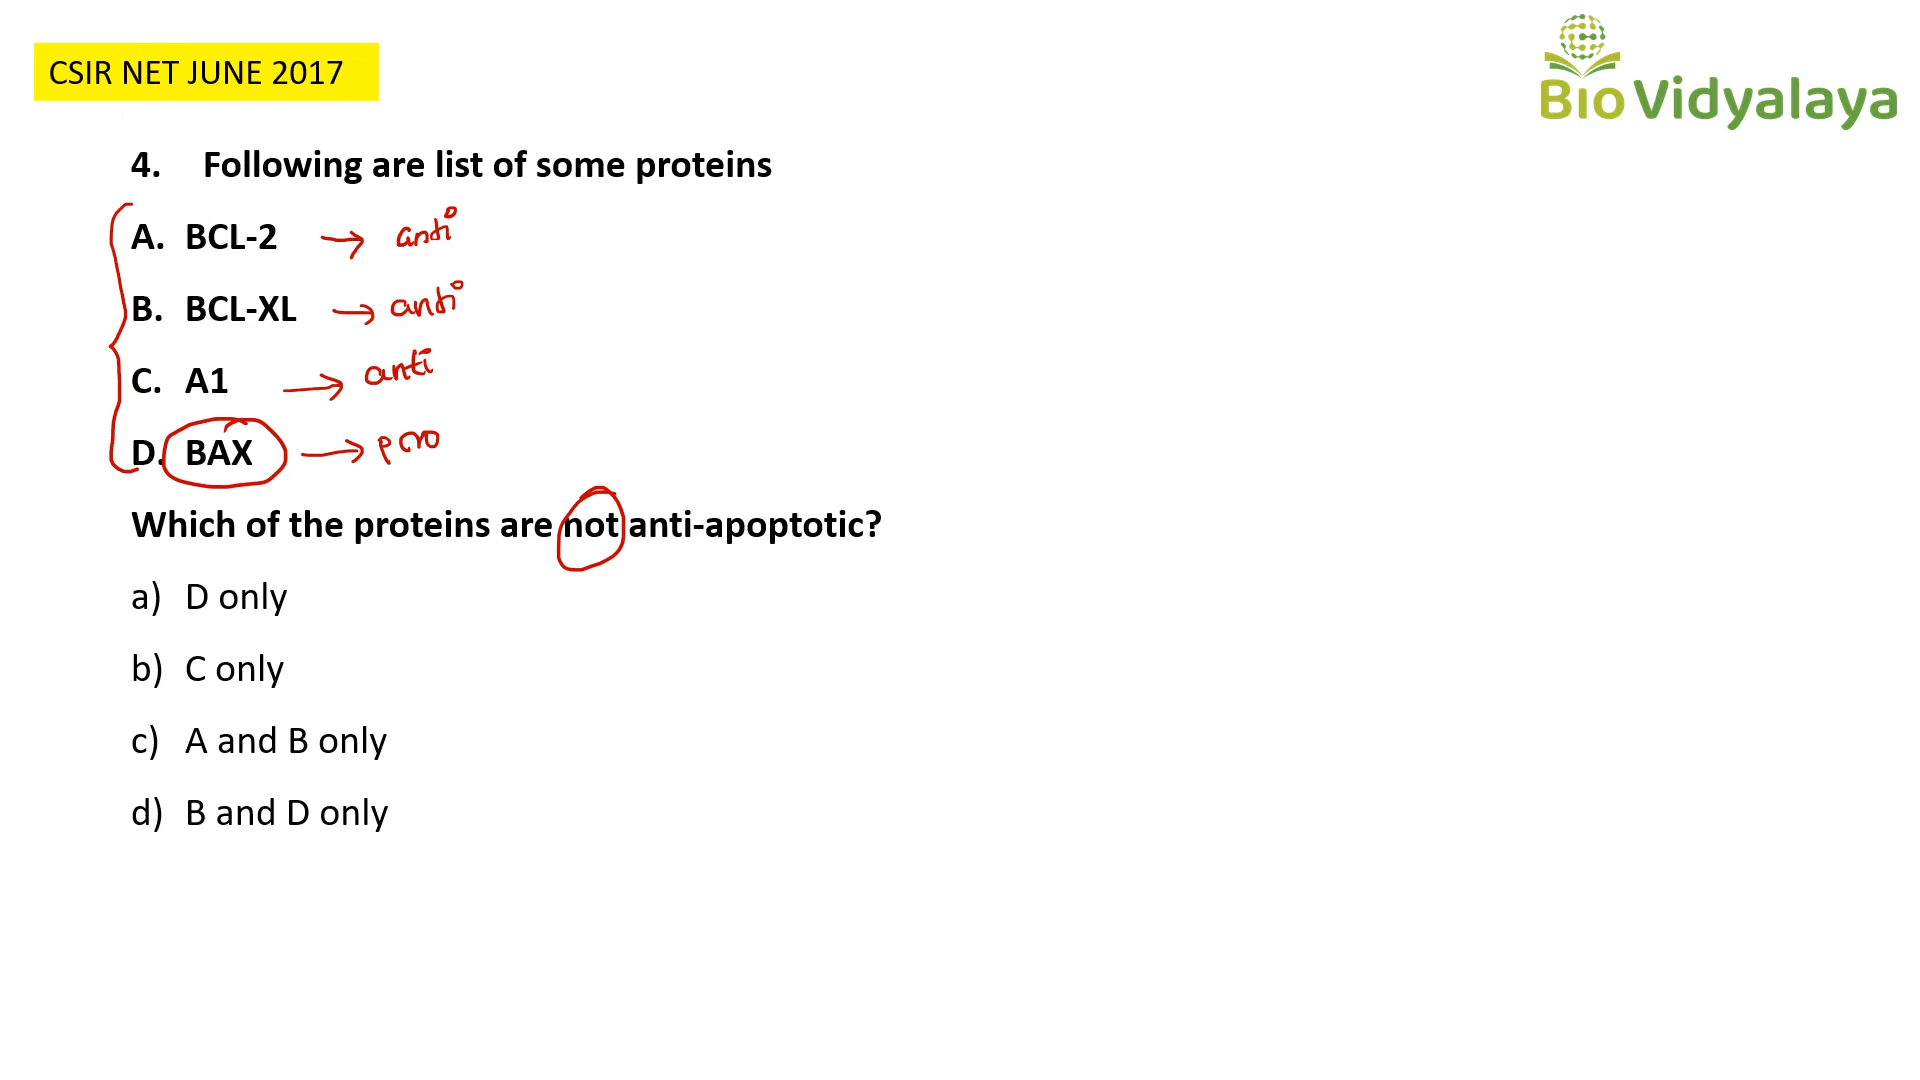 CSIR NET JUNE 2017
Bio Vidyalaya
4. Following are list of some proteins
A. BCL-2 → anti
B. BCL-XL → anti
C. A1 → anti
D. BAX → pro
Which of the proteins are not anti-apoptotic?
a) D only
b) C only
c) A and B only
d) B and D only